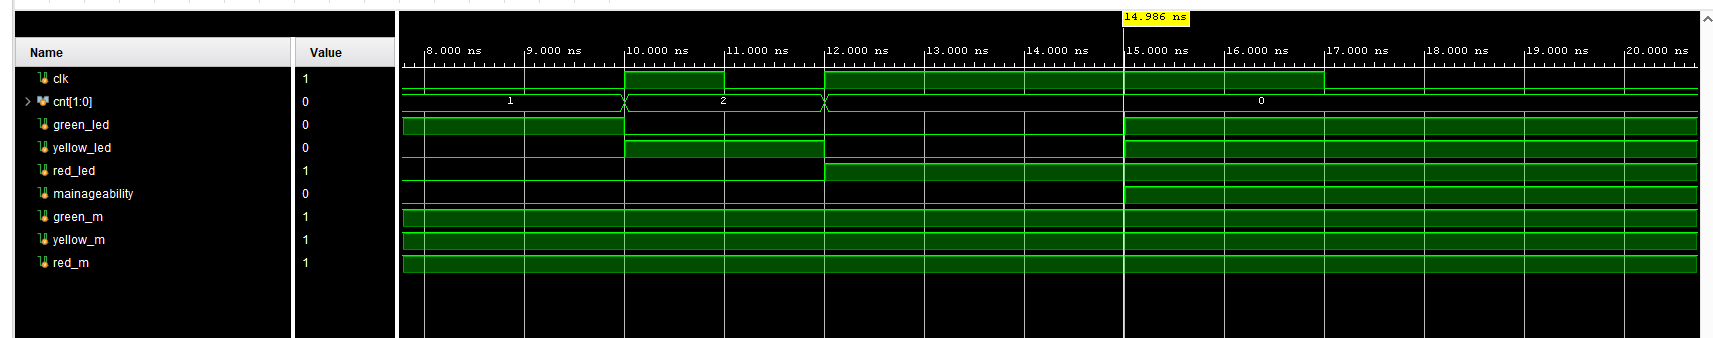 14.986 ns
Name Value
8.000 ns 9.000 ns 10.000 ns 11.000 ns 12.000 ns 13.000 ns 14.000 ns 15.000 ns 16.000 ns 17.000 ns 18.000 ns 19.000 ns 20.000 ns
clk 1
cnt[1:0] 0 1 2 0
green_led 0
yellow_led 0
red_led 1
mainageability 0
green_m 1
yellow_m 1
red_m 1